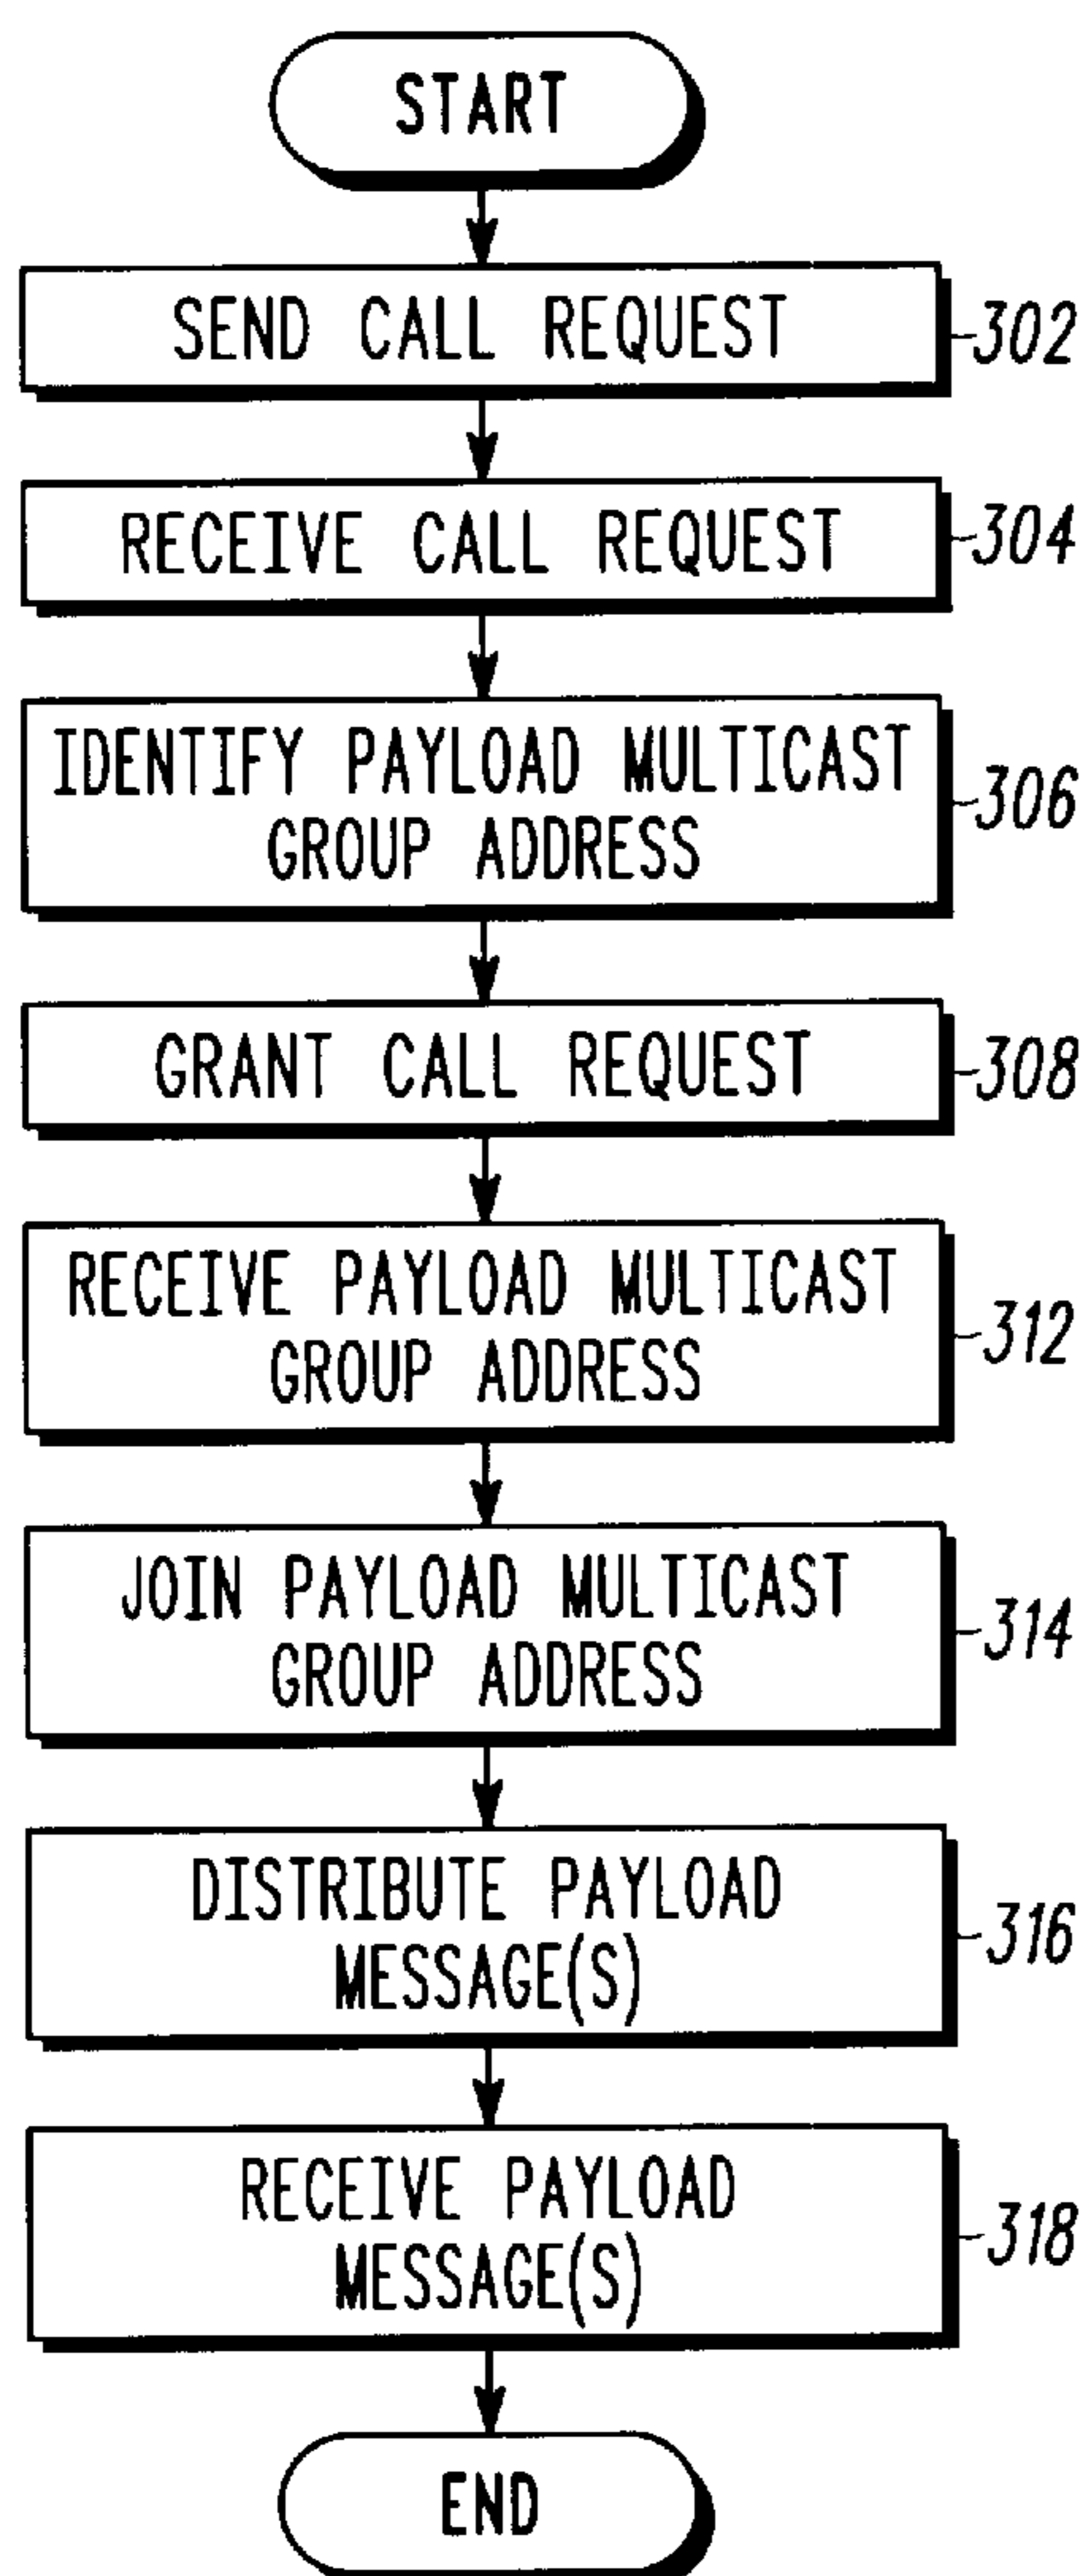 START
SEND CALL REQUEST
302
RECEIVE CALL REQUEST
304
IDENTIFY PAYLOAD MULTICAST
GROUP ADDRESS
306
GRANT CALL REQUEST
308
RECEIVE PAYLOAD MULTICAST
GROUP ADDRESS
312
JOIN PAYLOAD MULTICAST
GROUP ADDRESS
314
DISTRIBUTE PAYLOAD
MESSAGE(S)
316
RECEIVE PAYLOAD
MESSAGE(S)
318
END